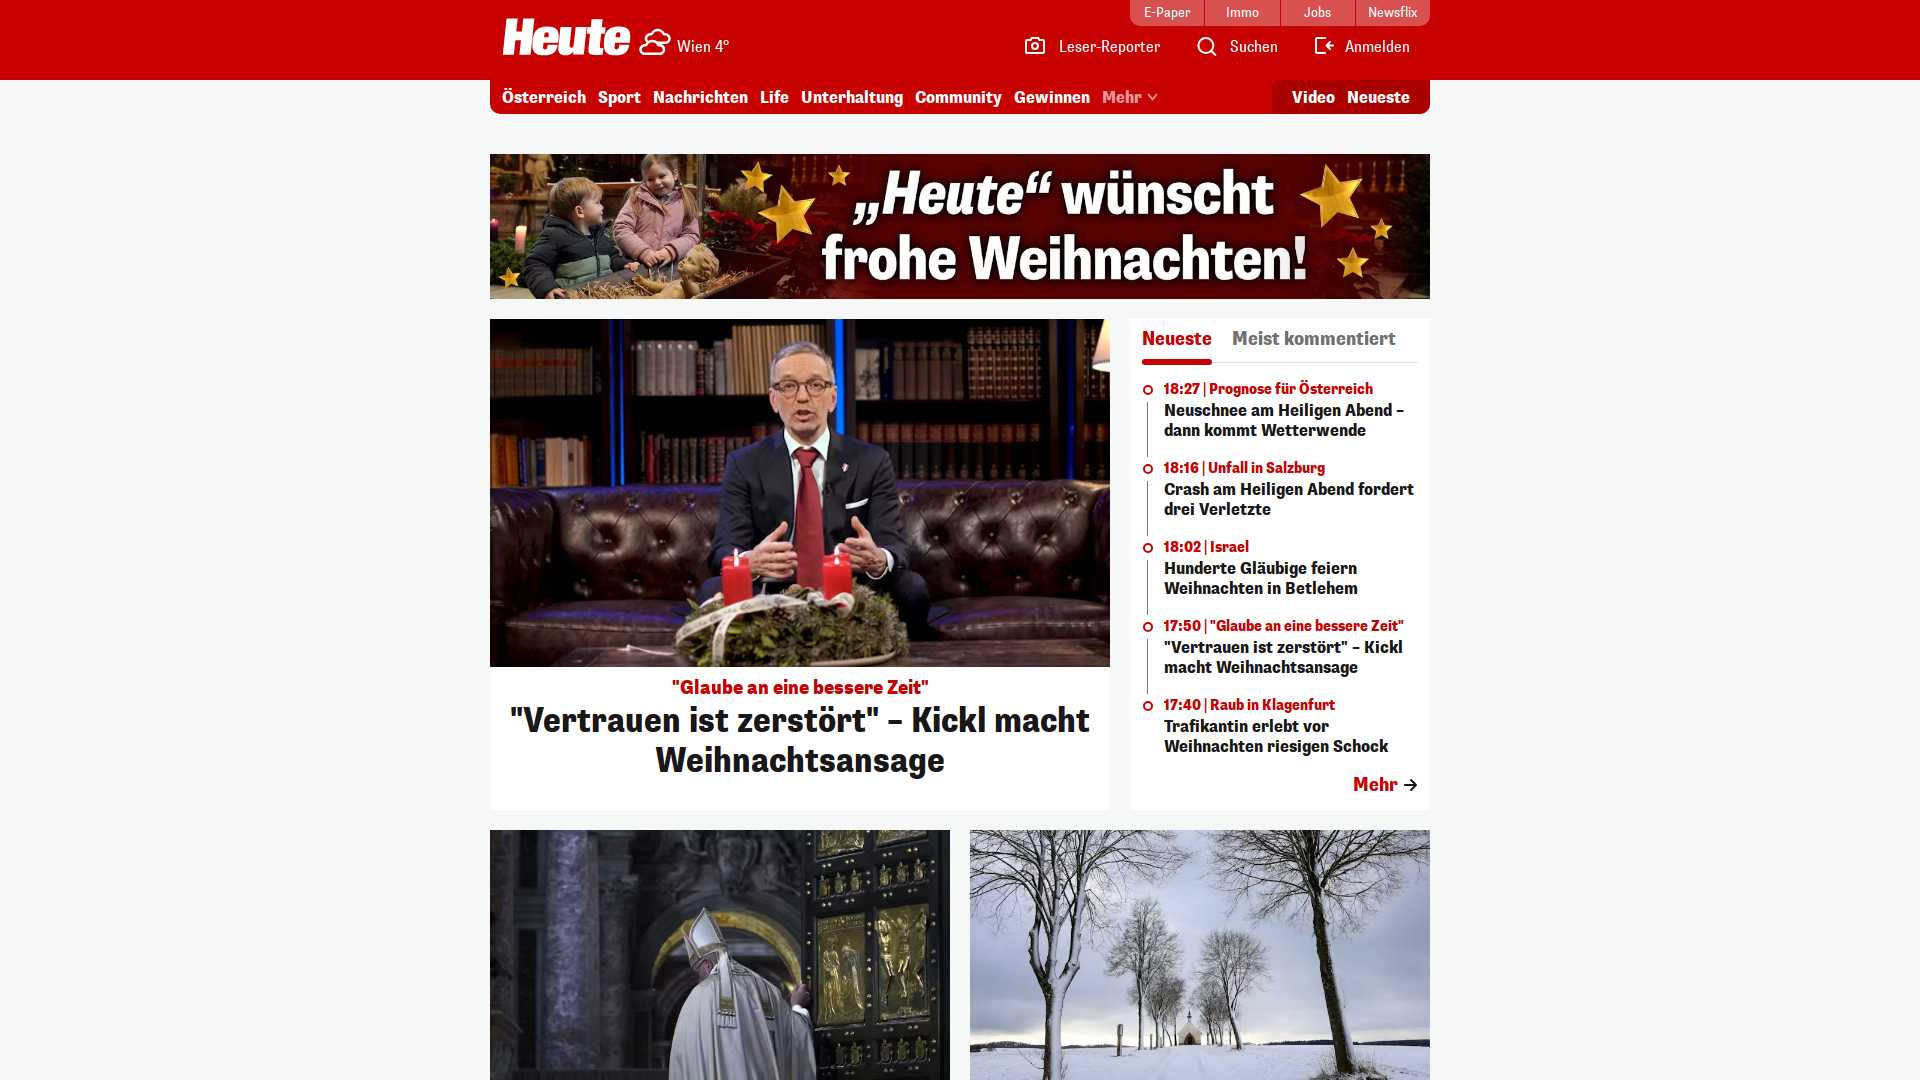 E-Paper
Immo
Jobs
Newsflix
Heute
Wien 4°
Leser-Reporter
Suchen
Anmelden
Österreich
Sport
Nachrichten
Life
Unterhaltung
Community
Gewinnen
Mehr
Video
Neueste
„Heute“ wünscht
frohe Weihnachten!
"Glaube an eine bessere Zeit"
"Vertrauen ist zerstört" – Kickl macht
Weihnachtsansage
Neueste
Meist kommentiert
18:27 | Prognose für Österreich
Neuschnee am Heiligen Abend –
dann kommt Wetterwende
18:16 | Unfall in Salzburg
Crash am Heiligen Abend fordert
drei Verletzte
18:02 | Israel
Hunderte Gläubige feiern
Weihnachten in Betlehem
17:50 | "Glaube an eine bessere Zeit"
"Vertrauen ist zerstört" – Kickl
macht Weihnachtsansage
17:40 | Raub in Klagenfurt
Trafikantin erlebt vor
Weihnachten riesigen Schock
Mehr